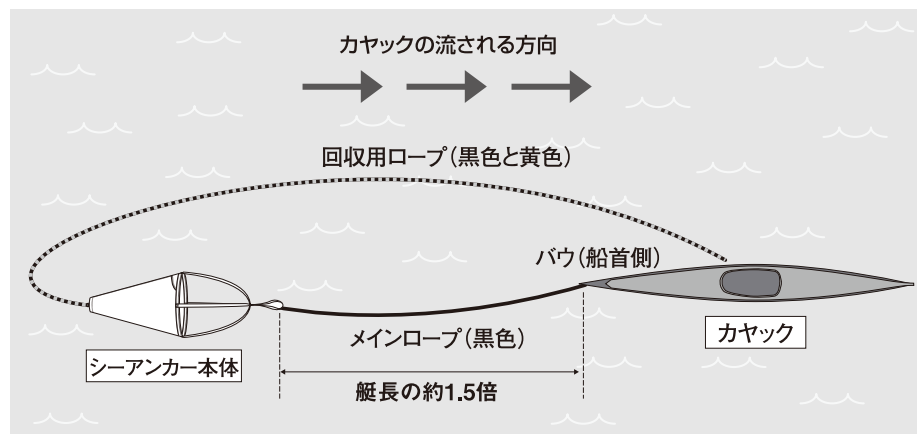 カヤックの流される方向
回収用ロープ（黒色と黄色）
バウ（船首側）
メインロープ（黒色）
カヤック
シーアンカー本体
艇長の約1.5倍